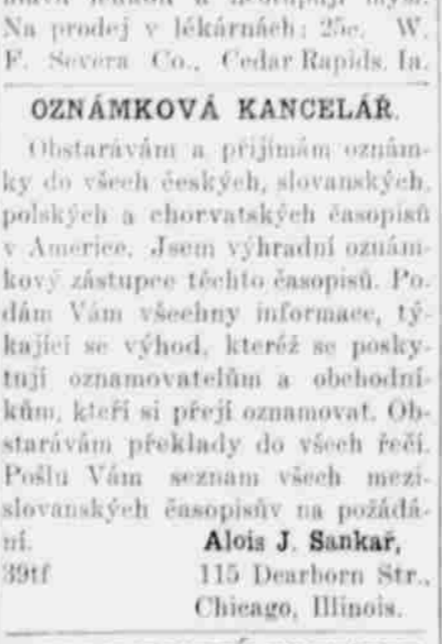 Na prodej v lékárnách: 25c. W.
F. Severa Co., Cedar Rapids, Ia.
OZNÁMKOVÁ KANCELÁŘ.
Obstarávám a přijímám oznám-
ky do všech českých, slovanských,
polských a chorvatských časopisů
v Americe. Jsem výhradní oznám-
kový zástupce těchto časopisů. Po-
dám Vám všechny informace, tý-
kající se výhod, kteréž se posky-
tují oznamovatelům a obchodní-
kům, kteří si přejí oznamovat. Ob-
starávám překlady do všech řečí.
Pošlu Vám seznam všech mezi-
slovanských časopisův na požádá-
ní. Alois J. Sankař,
39tf 115 Dearborn Str.,
Chicago, Illinois.